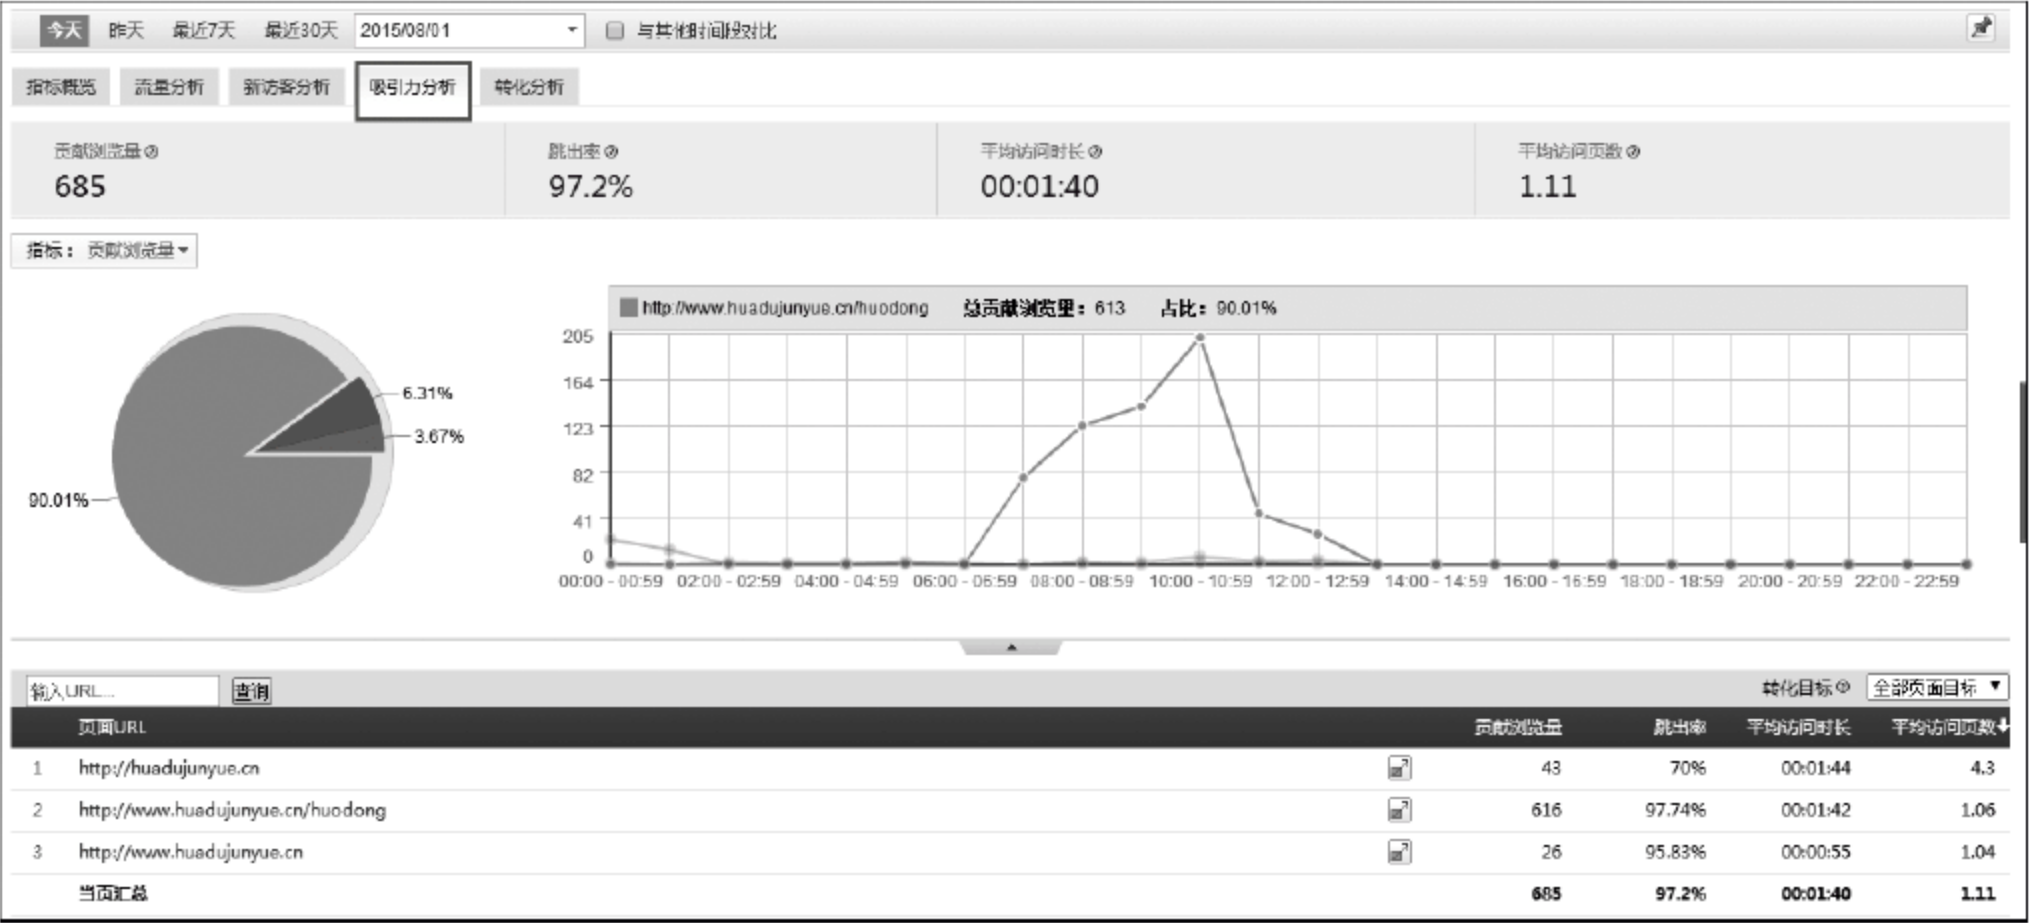 今天 昨天 最近7天 最近30天 2015/08/01 与其他时间段对比
指标概览 流量分析 新访客分析 吸引力分析 转化分析
贡献浏览量 跳出率 平均访问时长 平均访问页数
685 97.2% 00:01:40 1.11
指标： 贡献浏览量
http://www.huadujunyue.cn/huodong 总贡献浏览量：613 占比：90.01%
205
164
123
82
41
0
6.31%
3.67%
90.01%
00:00 - 00:59 02:00 - 02:59 04:00 - 04:59 06:00 - 06:59 08:00 - 08:59 10:00 - 10:59 12:00 - 12:59 14:00 - 14:59 16:00 - 16:59 18:00 - 18:59 20:00 - 20:59 22:00 - 22:59
输入URL... 查询 转化目标 全部页面目标
页面URL 贡献浏览量 跳出率 平均访问时长 平均访问页数
1 http://huadujunyue.cn 43 70% 00:01:44 4.3
2 http://www.huadujunyue.cn/huodong 616 97.74% 00:01:42 1.06
3 http://www.huadujunyue.cn 26 95.83% 00:00:55 1.04
当页汇总 685 97.2% 00:01:40 1.11